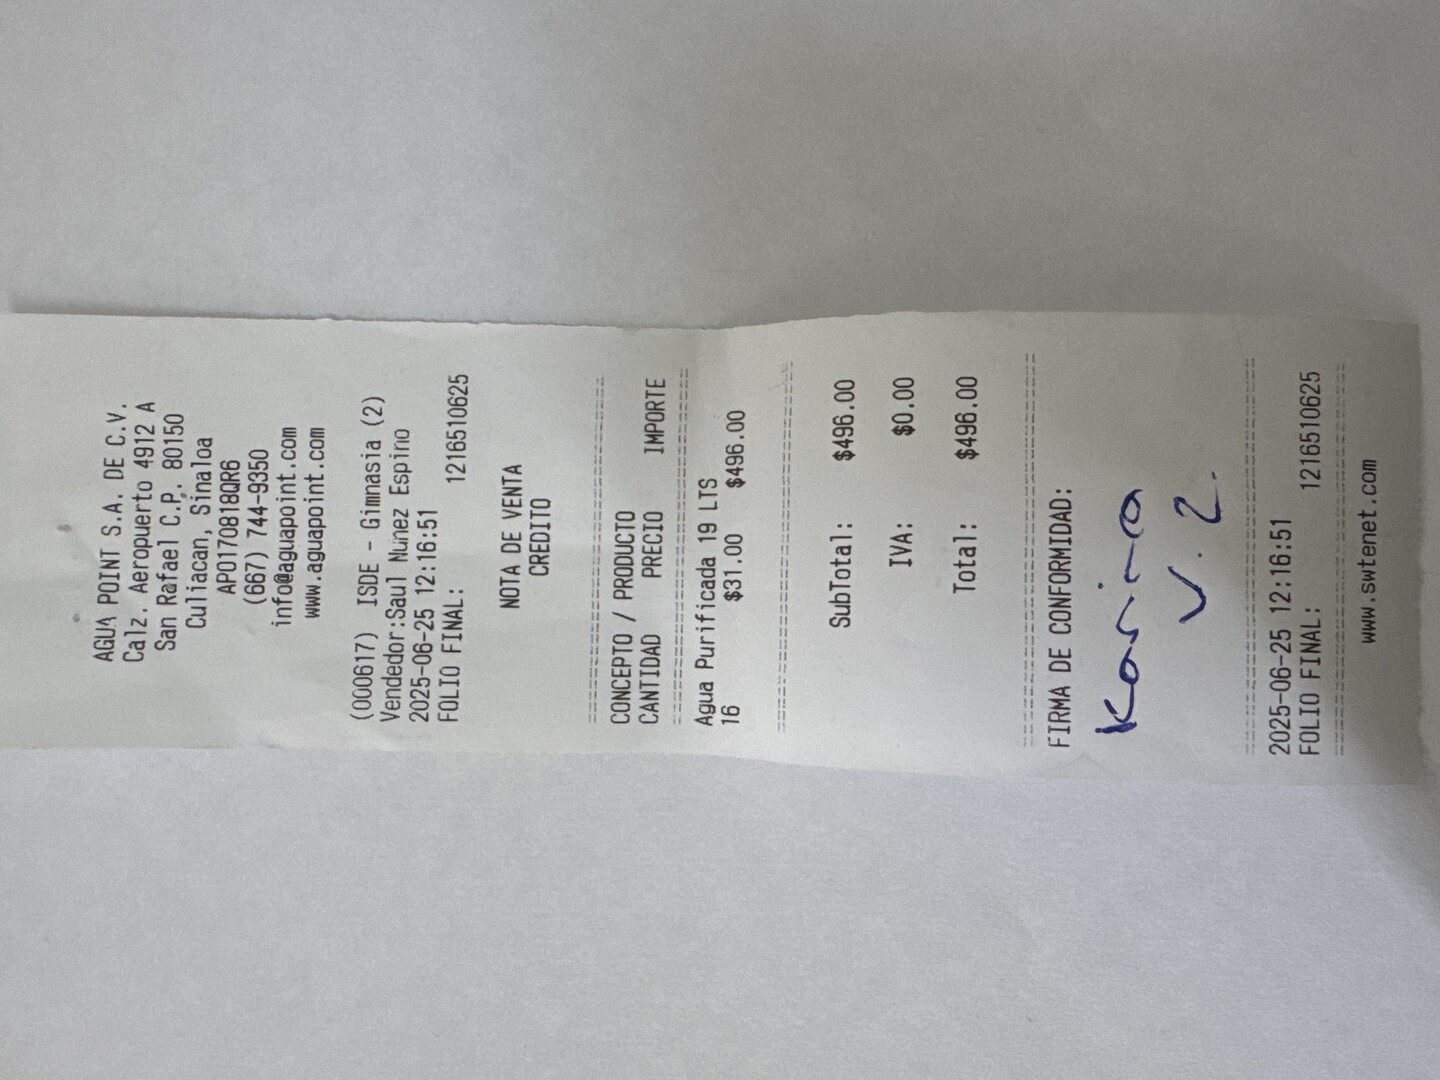 AGUA POINT S.A. DE C.V.
Calz. Aeropuerto 4912 A
San Rafael C.P. 80150
Culiacan, Sinaloa
APO170818QR6
(667) 744-9350
info@aguapoint.com
www.aguapoint.com
(000617) ISDE - Gimnasia (2)
Vendedor:Saul Nunez Espino
2025-06-25 12:16:51
FOLIO FINAL: 1216510625
NOTA DE VENTA
CREDITO
CONCEPTO / PRODUCTO
CANTIDAD PRECIO IMPORTE
Agua Purificada 19 LTS
16 $31.00 $496.00
SubTotal: $496.00
IVA: $0.00
Total: $496.00
FIRMA DE CONFORMIDAD:
Karina
V. 2.
2025-06-25 12:16:51
FOLIO FINAL: 1216510625
www.swtenet.com